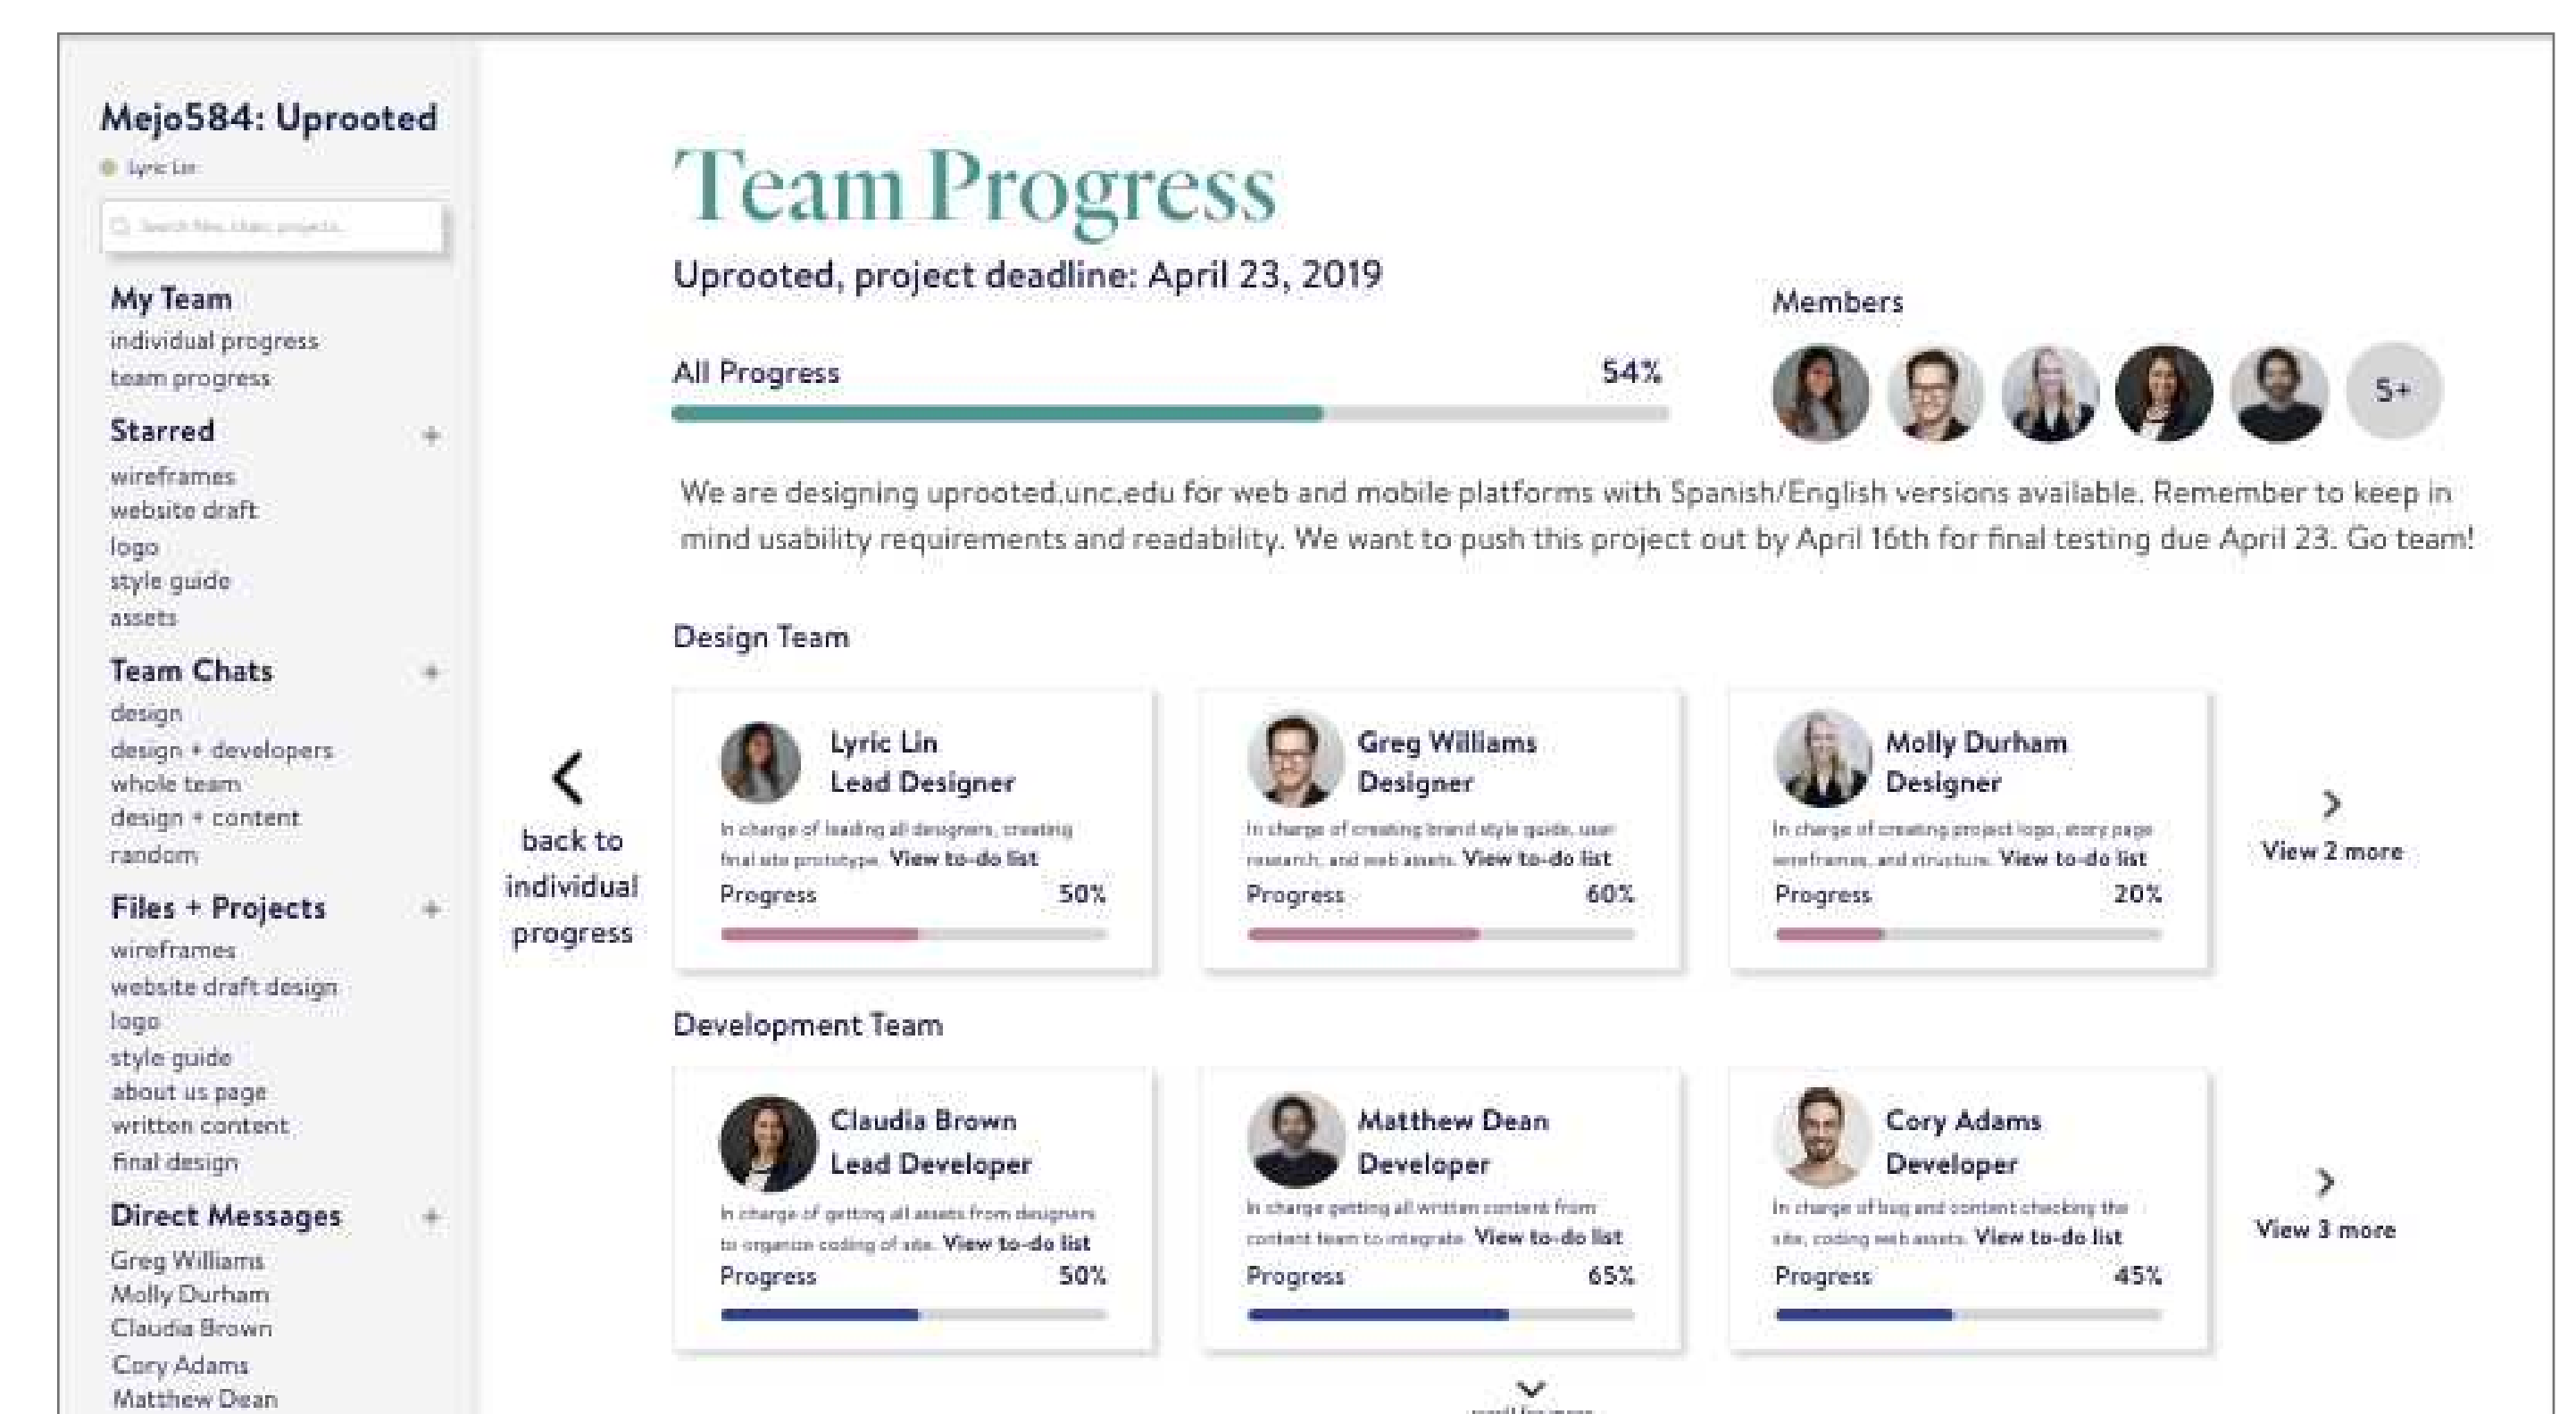 Mejo584: Uprooted
Lyric Lin
Search files, chats, projects...
My Team
individual progress
team progress
Starred
+
wireframes
website draft
logo
style guide
assets
Team Chats
+
design
design + developers
whole team
design + content
random
Files + Projects
+
wireframes
website draft design
logo
style guide
about us page
written content
final design
Direct Messages
+
Greg Williams
Molly Durham
Claudia Brown
Cory Adams
Matthew Dean
back to
individual
progress
Team Progress
Uprooted, project deadline: April 23, 2019
All Progress
54%
Members
5+
We are designing uprooted.unc.edu for web and mobile platforms with Spanish/English versions available. Remember to keep in
mind usability requirements and readability. We want to push this project out by April 16th for final testing due April 23. Go team!
Design Team
Lyric Lin
Lead Designer
In charge of leading all designers, creating
final site prototype. View to-do list
Progress 50%
Greg Williams
Designer
In charge of creating brand style guide, user
research, and web assets. View to-do list
Progress 60%
Molly Durham
Designer
In charge of creating project logo, story page
wireframes, and structure. View to-do list
Progress 20%
View 2 more
Development Team
Claudia Brown
Lead Developer
In charge of getting all assets from designers
to organize coding of site. View to-do list
Progress 50%
Matthew Dean
Developer
In charge getting all written content from
content team to integrate. View to-do list
Progress 65%
Cory Adams
Developer
In charge of bug and content checking the
site, coding web assets. View to-do list
Progress 45%
View 3 more